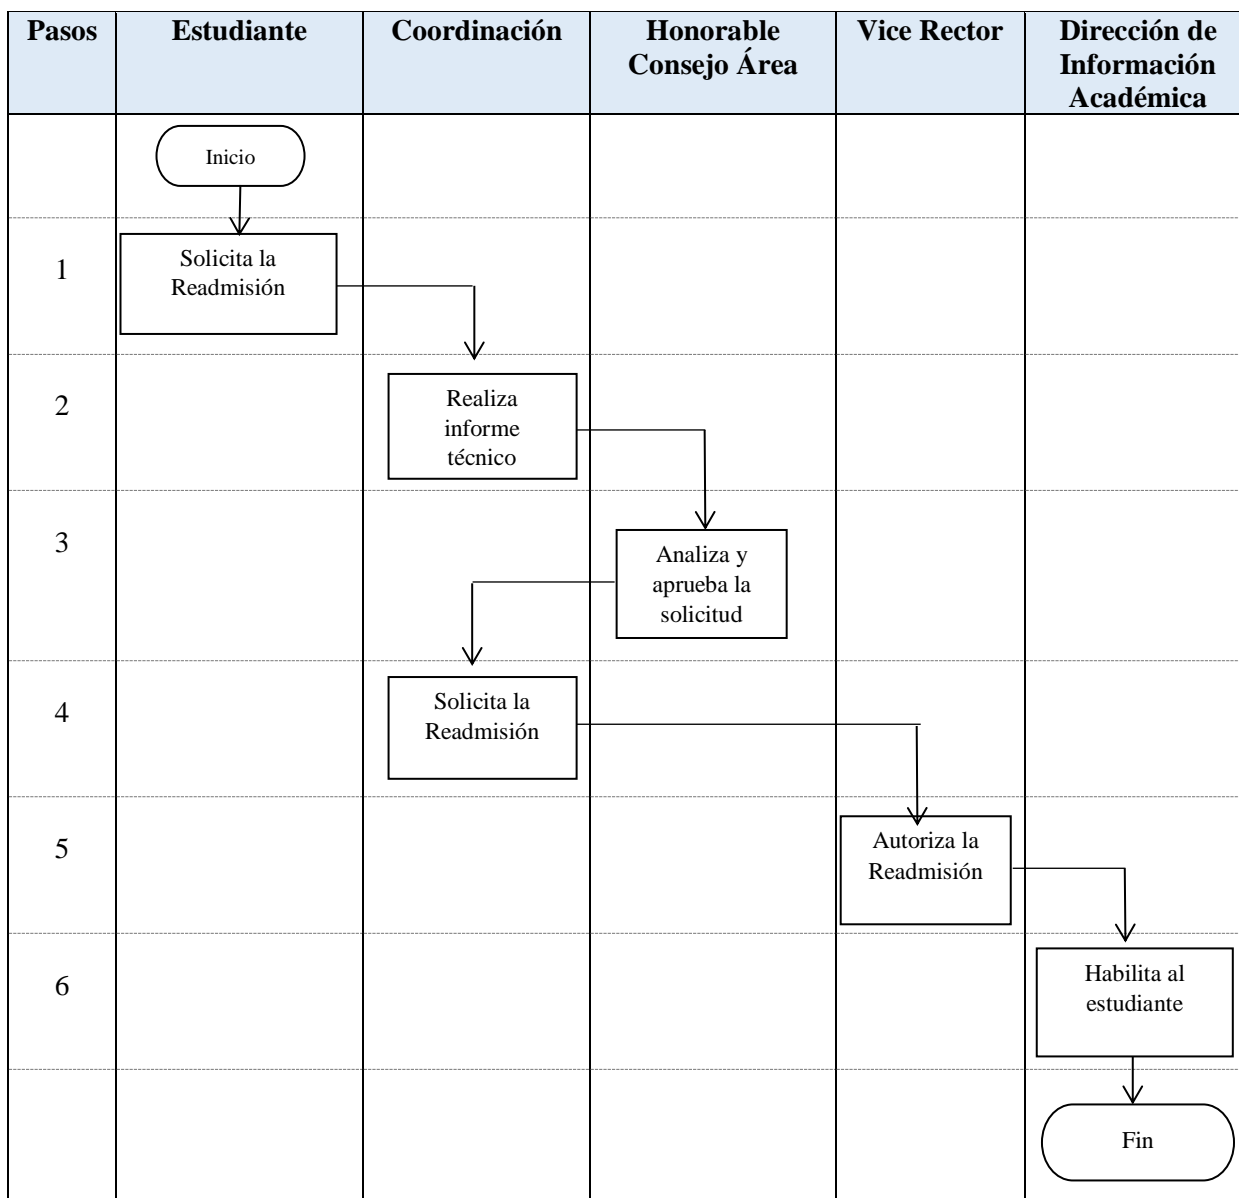 Pasos
Estudiante
Coordinación
Honorable
Consejo Área
Vice Rector
Dirección de
Información
Académica
Inicio
1
Solicita la
Readmisión
2
Realiza
informe
técnico
3
Analiza y
aprueba la
solicitud
4
Solicita la
Readmisión
5
Autoriza la
Readmisión
6
Habilita al
estudiante
Fin